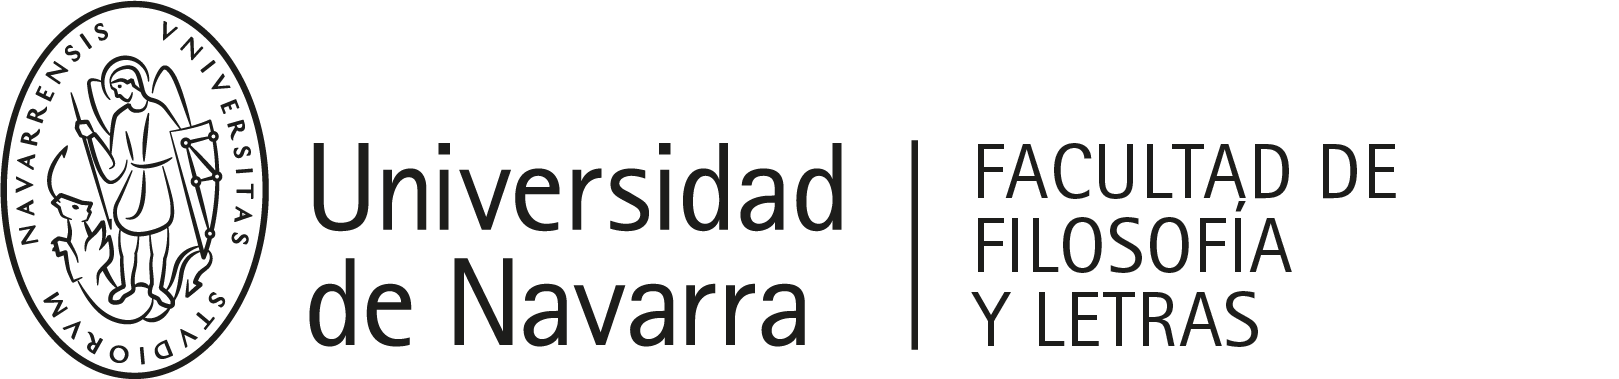 VNIVERSITAS
STVDIORVM
NAVARRENSIS
Universidad
de Navarra
FACULTAD DE
FILOSOFÍA
Y LETRAS